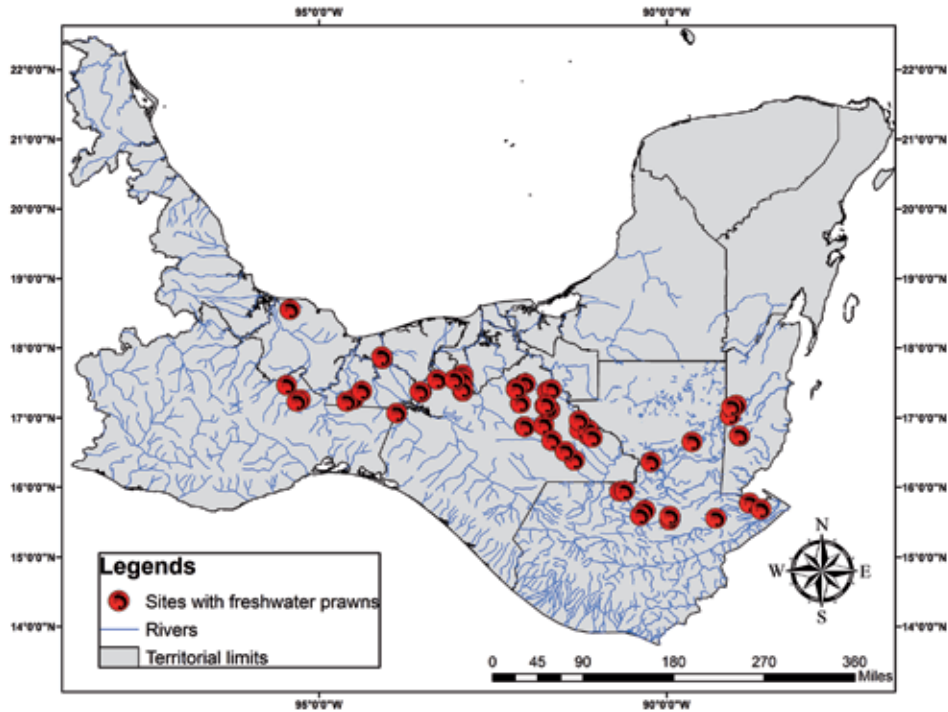 95°0'0"W 90°0'0"W
22°0'0"N 22°0'0"N
21°0'0"N 21°0'0"N
20°0'0"N 20°0'0"N
19°0'0"N 19°0'0"N
18°0'0"N 18°0'0"N
17°0'0"N 17°0'0"N
16°0'0"N 16°0'0"N
15°0'0"N 15°0'0"N
14°0'0"N 14°0'0"N
N
W E
S
Legends
Sites with freshwater prawns
Rivers
Territorial limits
0 45 90 180 270 360
Miles
95°0'0"W 90°0'0"W